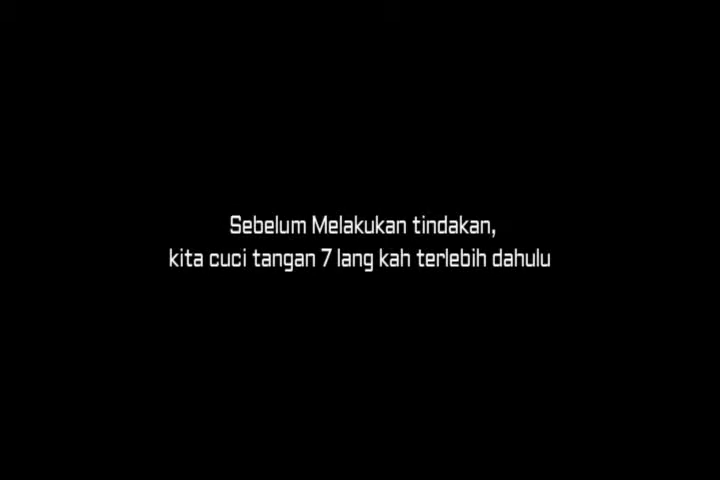 Sebelum Melakukan tindakan,
kita cuci tangan 7 lang kah terlebih dahulu